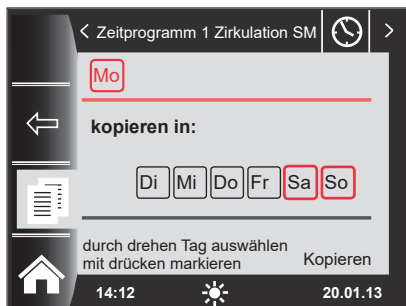 < Zeitprogramm 1 Zirkulation SM >
Mo
kopieren in:
Di Mi Do Fr Sa So
durch drehen Tag auswählen
mit drücken markieren Kopieren
14:12 20.01.13